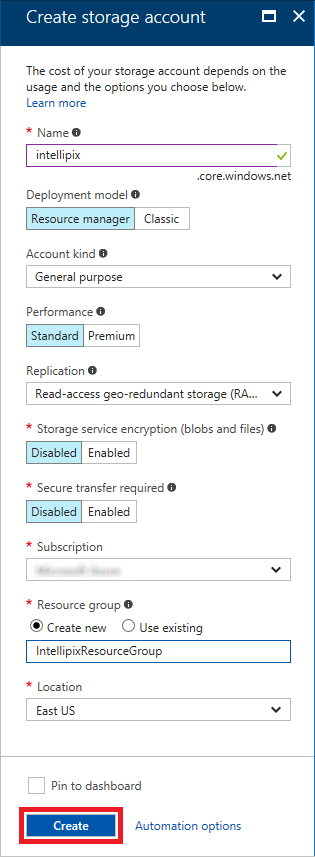 Create storage account
The cost of your storage account depends on the
usage and the options you choose below.
Learn more
* Name
intellipix
.core.windows.net
Deployment model
Resource manager Classic
Account kind
General purpose
Performance
Standard Premium
Replication
Read-access geo-redundant storage (RA...
* Storage service encryption (blobs and files)
Disabled Enabled
* Secure transfer required
Disabled Enabled
* Subscription
* Resource group
Create new Use existing
IntellipixResourceGroup
* Location
East US
Pin to dashboard
Create Automation options